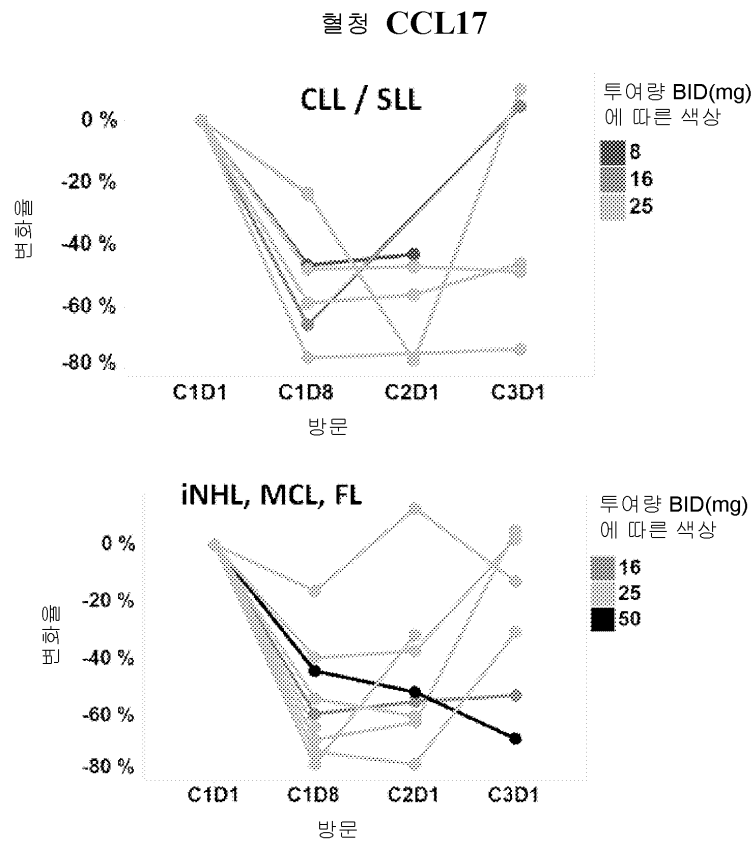 혈청 CCL17
CLL / SLL
투여량 BID(mg)
에 따른 색상
8
16
25
0 %
-20 %
-40 %
-60 %
-80 %
변화율
C1D1 C1D8 C2D1 C3D1
방문
iNHL, MCL, FL
투여량 BID(mg)
에 따른 색상
16
25
50
0 %
-20 %
-40 %
-60 %
-80 %
변화율
C1D1 C1D8 C2D1 C3D1
방문